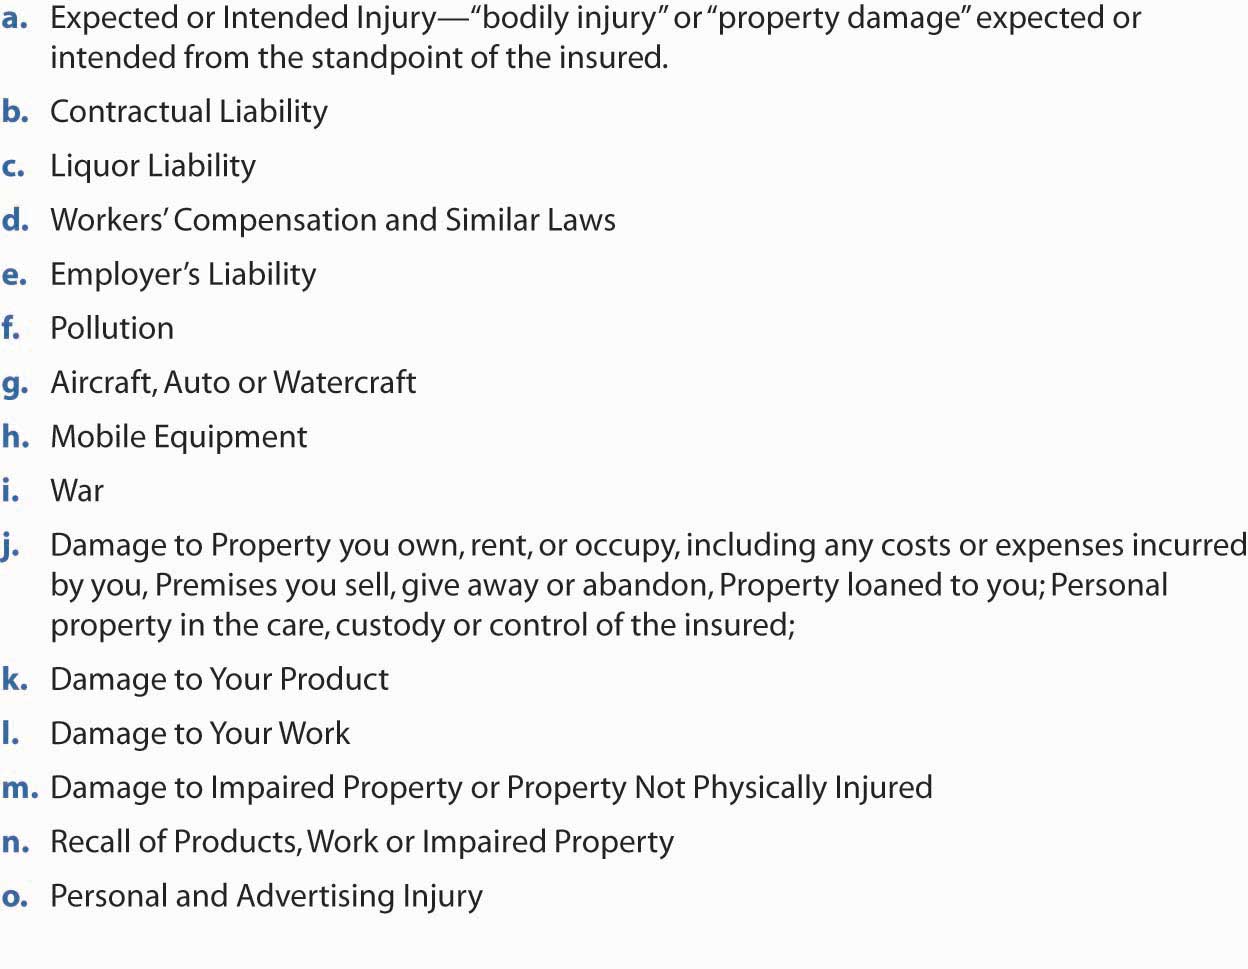 a. Expected or Intended Injury—“bodily injury” or “property damage” expected or
intended from the standpoint of the insured.
b. Contractual Liability
c. Liquor Liability
d. Workers’ Compensation and Similar Laws
e. Employer’s Liability
f. Pollution
g. Aircraft, Auto or Watercraft
h. Mobile Equipment
i. War
j. Damage to Property you own, rent, or occupy, including any costs or expenses incurred
by you, Premises you sell, give away or abandon, Property loaned to you; Personal
property in the care, custody or control of the insured;
k. Damage to Your Product
l. Damage to Your Work
m. Damage to Impaired Property or Property Not Physically Injured
n. Recall of Products, Work or Impaired Property
o. Personal and Advertising Injury